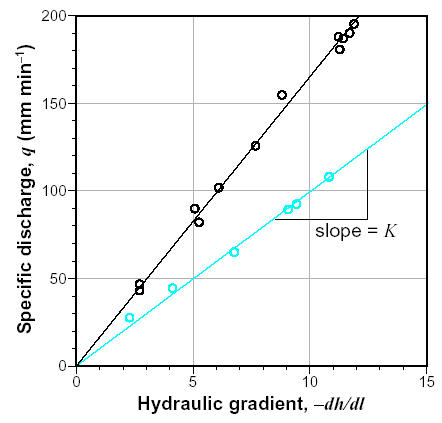 Specific discharge, q (mm min⁻¹)
200
150
100
50
0
slope = K
0 5 10 15
Hydraulic gradient, –dh/dl